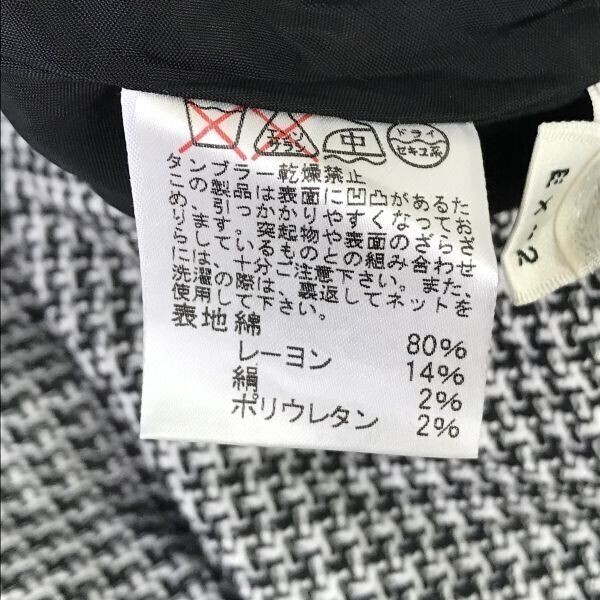 エンソ
サラシ
中
ドライ
セキユ系
タンブラー乾燥禁止
この製品は表面に凹凸があるた
め、引っかかりやすくなってお
ります。突起物や表面のざらざ
らましい起のとの組み合わせ
には、十分ご注意下さい。また、
洗濯の際は、裏返してネットを
使用して下さい。
表地 綿 80%
レーヨン 14%
絹 2%
ポリウレタン 2%
EX-2